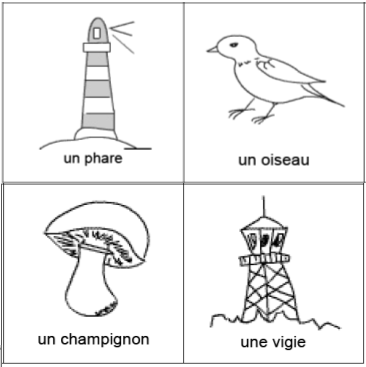 un phare
un oiseau
un champignon
une vigie